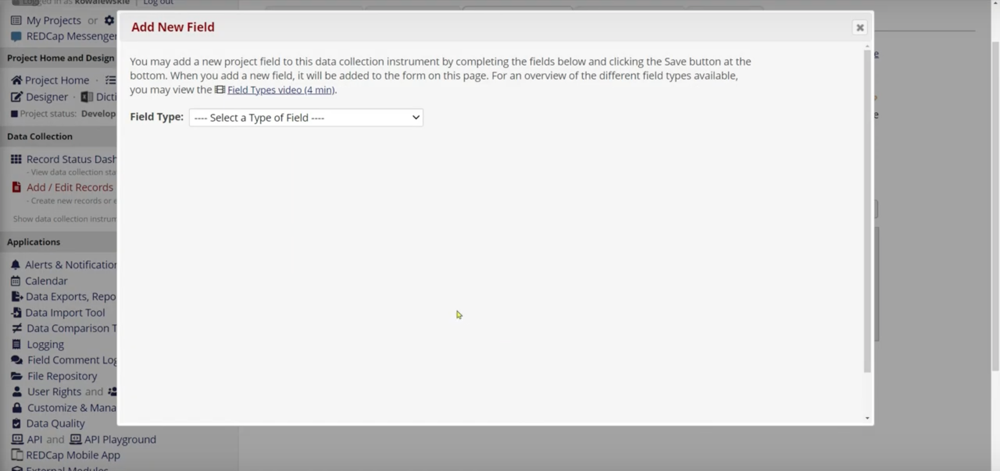 Logged in as kowalewskie | Log out
My Projects or
REDCap Messenger
Project Home and Design
Project Home ·
Designer · Dicti
Project status: Develop
Data Collection
Record Status Dash
- View data collection sta
Add / Edit Records
- Create new records or e
Show data collection instrum
Applications
Alerts & Notification
Calendar
Data Exports, Repo
Data Import Tool
Data Comparison T
Logging
Field Comment Log
File Repository
User Rights and
Customize & Mana
Data Quality
API and API Playground
REDCap Mobile App
External Modules
Add New Field
You may add a new project field to this data collection instrument by completing the fields below and clicking the Save button at the
bottom. When you add a new field, it will be added to the form on this page. For an overview of the different field types available,
you may view the Field Types video (4 min).
Field Type: ---- Select a Type of Field ----
e
e